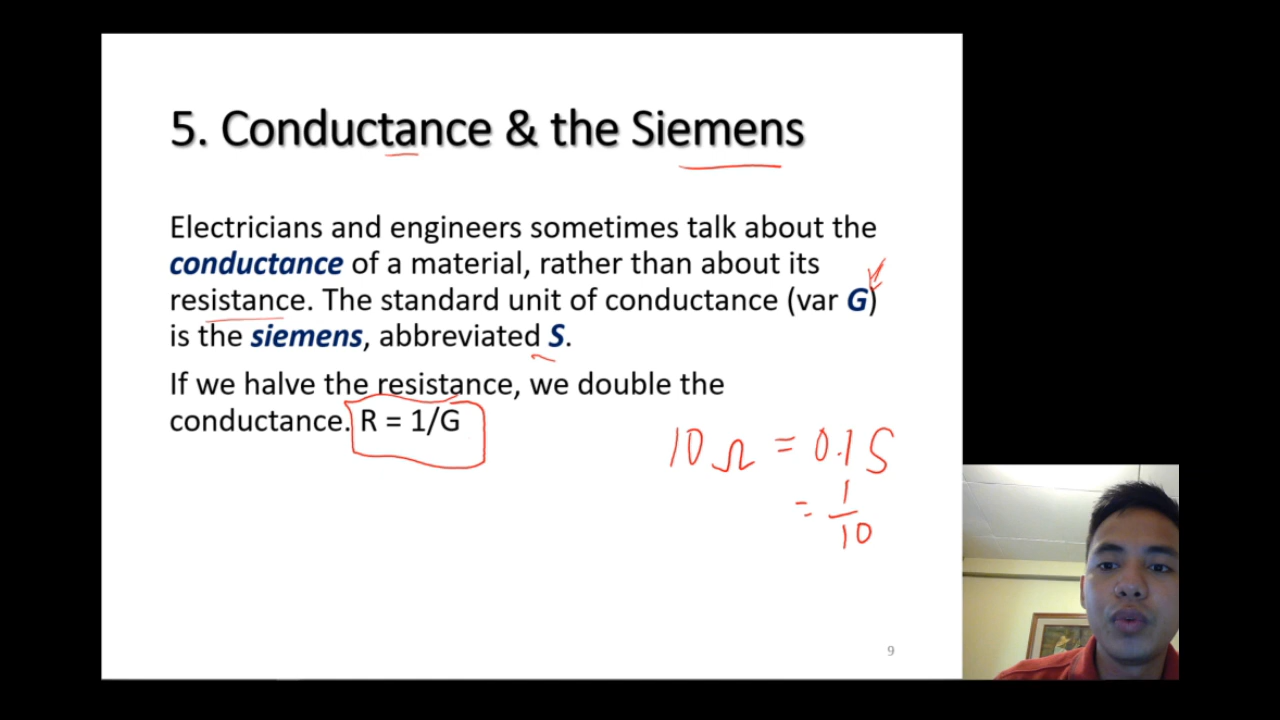 5. Conductance & the Siemens
Electricians and engineers sometimes talk about the
conductance of a material, rather than about its
resistance. The standard unit of conductance (var G)
is the siemens, abbreviated S.
If we halve the resistance, we double the
conductance. R = 1/G
10 Ω = 0.1 S
= 1/10
9